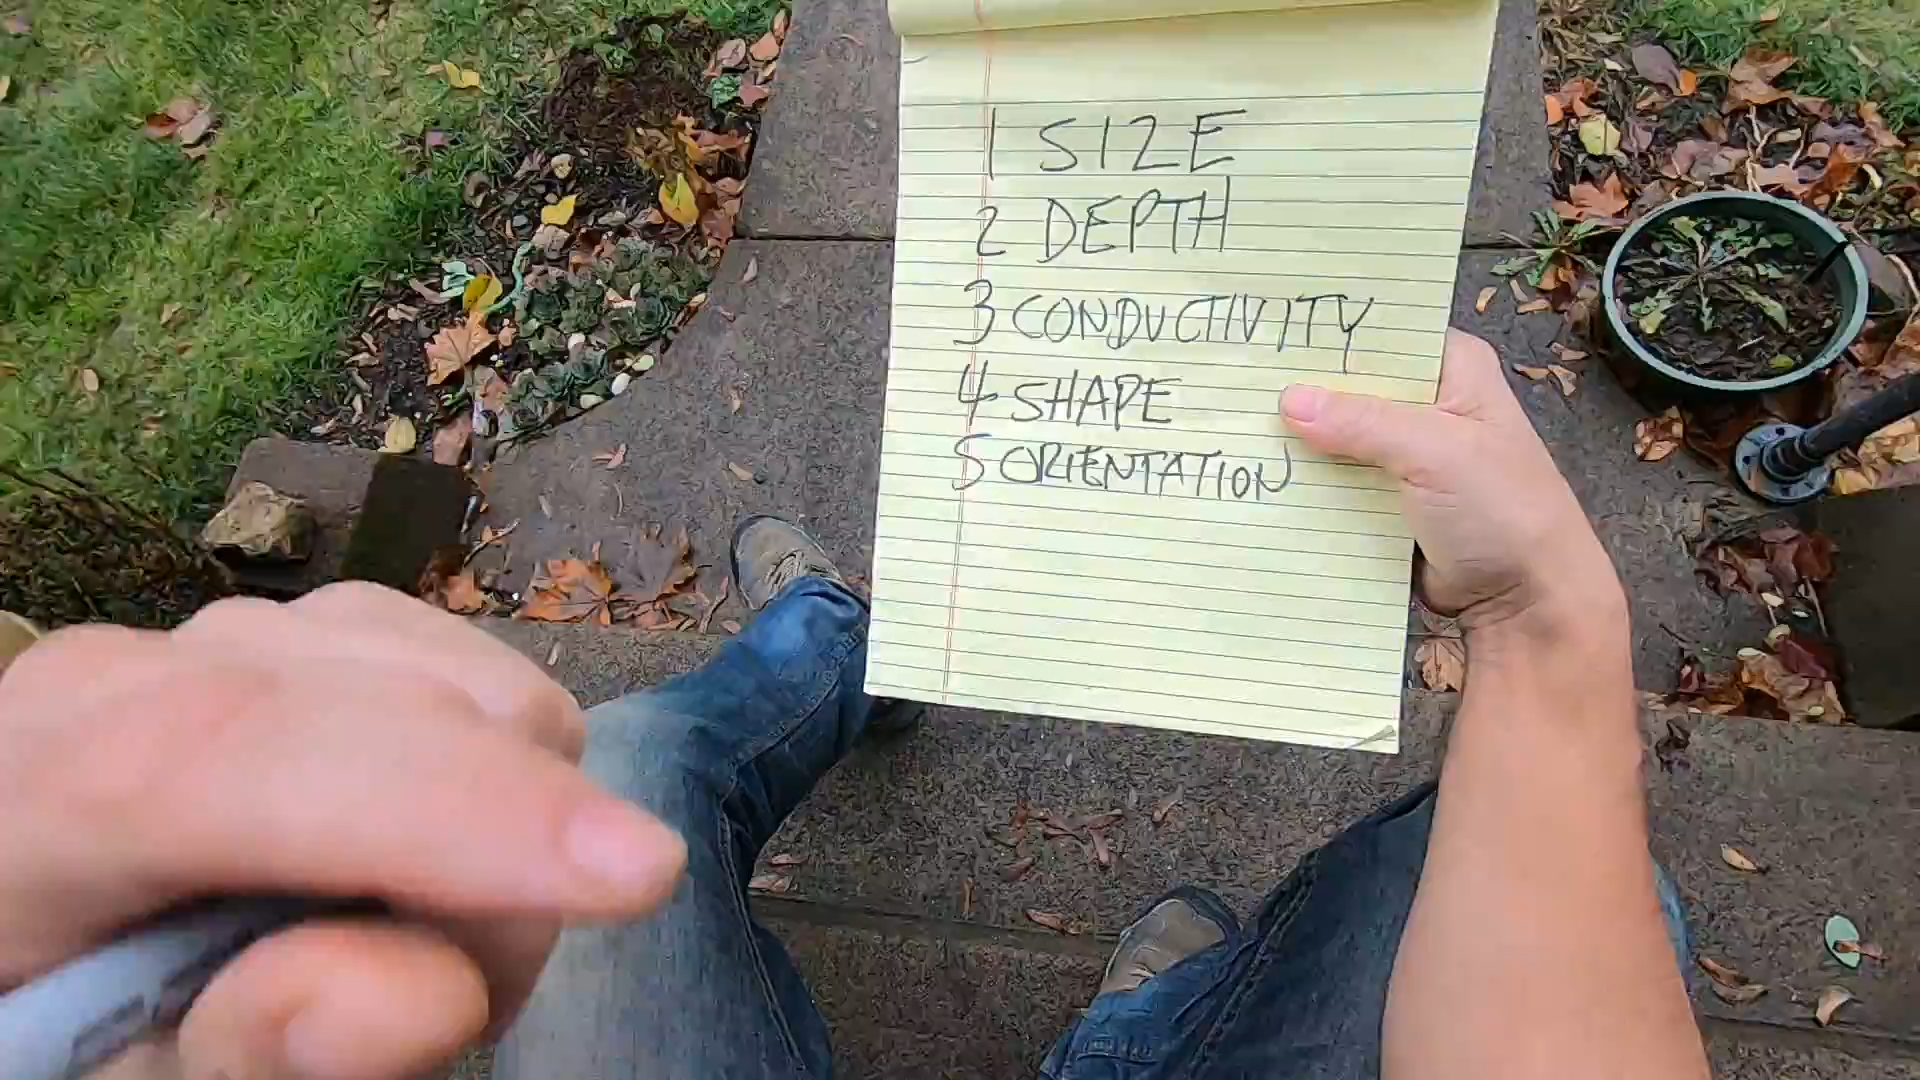 1 SIZE
2 DEPTH
3 CONDUCTIVITY
4 SHAPE
5 ORIENTATION